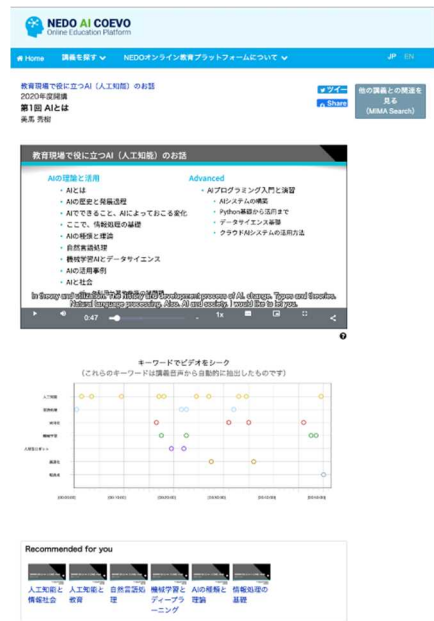 NEDO AI COEVO
Online Education Platform
Home 講義を探す NEDOオンライン教育プラットフォームについて JP EN
教育現場で役に立つAI（人工知能）のお話
2020年度開講
第1回 AIとは
美馬 秀樹
ツイー
Share
他の講義との関連を
見る
(MIMA Search)
教育現場で役に立つAI（人工知能）のお話
AIの理論と活用
・AIとは
・AIの歴史と発展過程
・AIでできること、AIによっておこる変化
・ここで、情報処理の基礎
・AIの種類と理論
・自然言語処理
・機械学習AIとデータサイエンス
・AIの活用事例
・AIと社会
Advanced
・AIプログラミング入門と演習
・AIシステムの構築
・Python基礎から活用まで
・データサイエンス基礎
・クラウドAIシステムの活用方法
In theory and utilization. The history and development process of AI. change. Types and theories.
Natural language processing. Also. AI and society. I would like to let you.
0:47
1x
キーワードでビデオをシーク
(これらのキーワードは講義音声から自動的に抽出したものです)
人工知能
機械学習
Recommended for you
人工知能と
情報社会
人工知能と
教育
自然言語処
理
機械学習と
ディープラ
ーニング
AIの種類と
理論
情報処理の
基礎